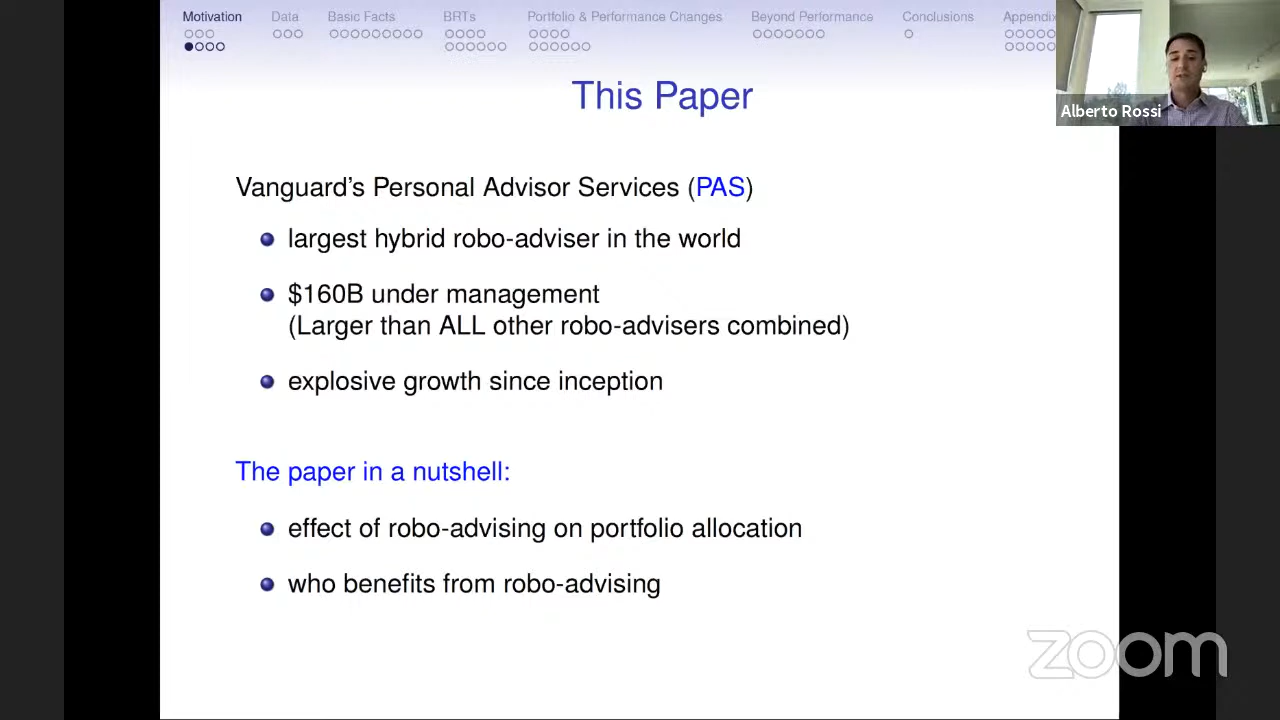 Motivation
Data
Basic Facts
BRTs
Portfolio & Performance Changes
Beyond Performance
Conclusions
Appendix
Alberto Rossi
This Paper
Vanguard's Personal Advisor Services (PAS)
largest hybrid robo-adviser in the world
$160B under management
(Larger than ALL other robo-advisers combined)
explosive growth since inception
The paper in a nutshell:
effect of robo-advising on portfolio allocation
who benefits from robo-advising
zoom